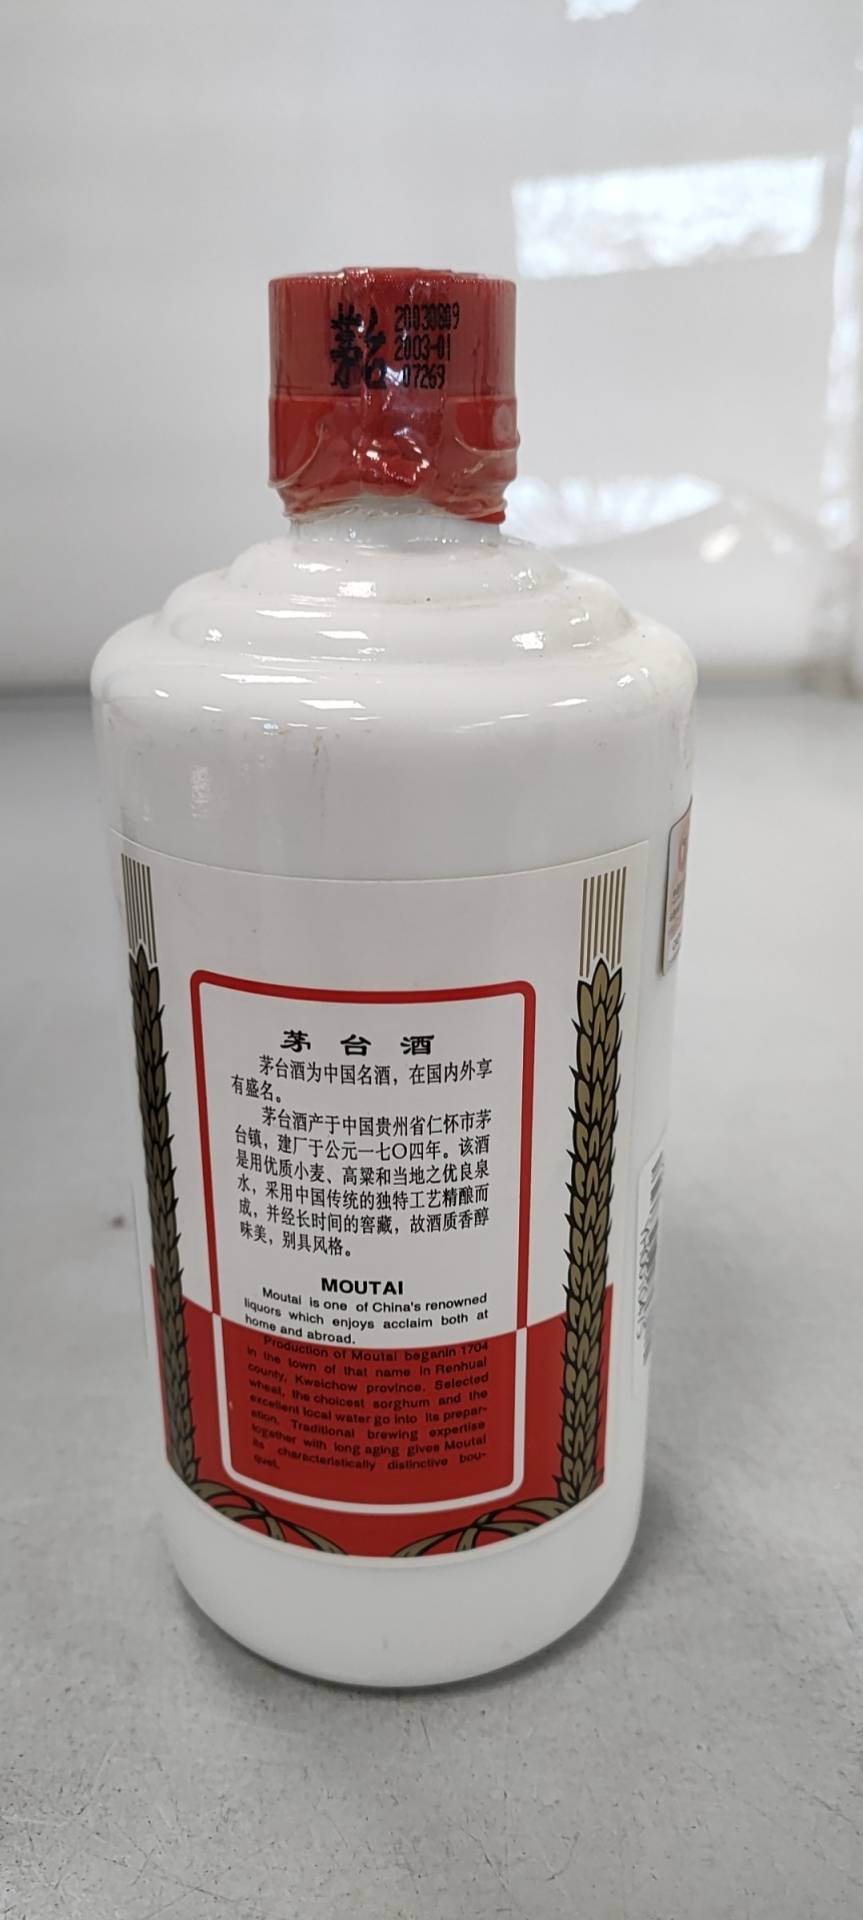 茅台
20030809
2003-01
07269
茅台酒
茅台酒为中国名酒，在国内外享
有盛名。
茅台酒产于中国贵州省仁怀市茅
台镇，建厂于公元一七〇四年。该酒
是用优质小麦、高粱和当地之优良泉
水，采用中国传统的独特工艺精酿而
成，并经长时间的窖藏，故酒质香醇
味美，别具风格。
MOUTAI
Moutai is one of China's renowned
liquors which enjoys acclaim both at
home and abroad.
Production of Moutai beganin 1704
in the town of that name in Renhuai
county, Kweichow province. Selected
wheat, the choicest sorghum and the
excellent local water go into its prepar-
ation. Traditional brewing expertise
together with long aging gives Moutai
its characteristically distinctive bou-
quet.